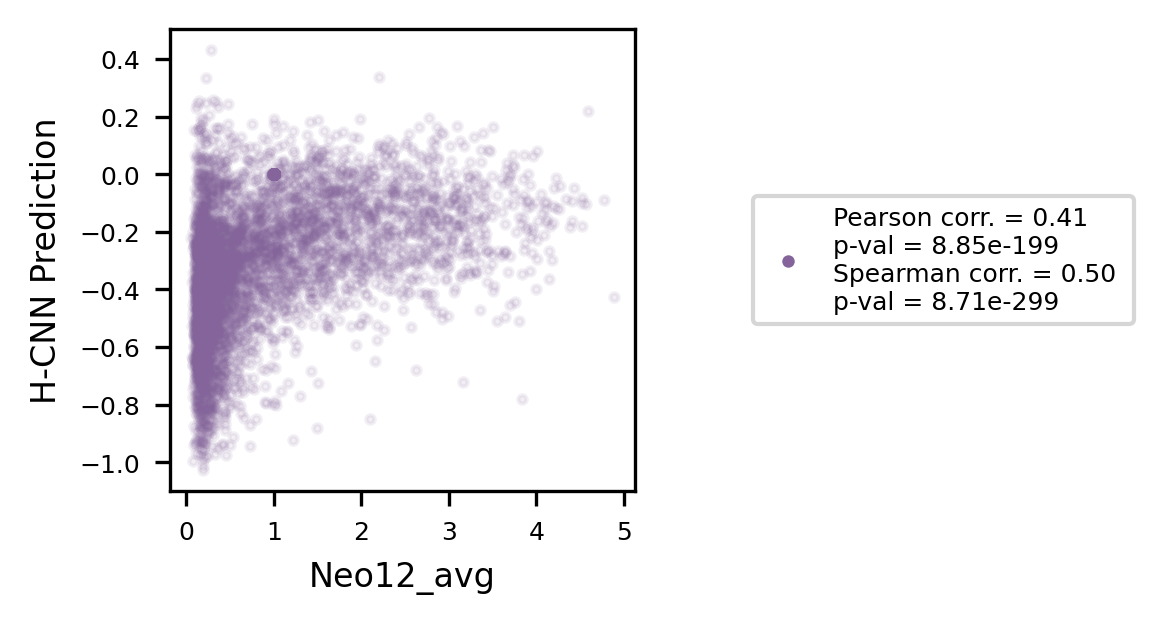 0.4
0.2
0.0
−0.2
−0.4
−0.6
−0.8
−1.0
H-CNN Prediction
0
1
2
3
4
5
Neo12_avg
Pearson corr. = 0.41
p-val = 8.85e-199
Spearman corr. = 0.50
p-val = 8.71e-299